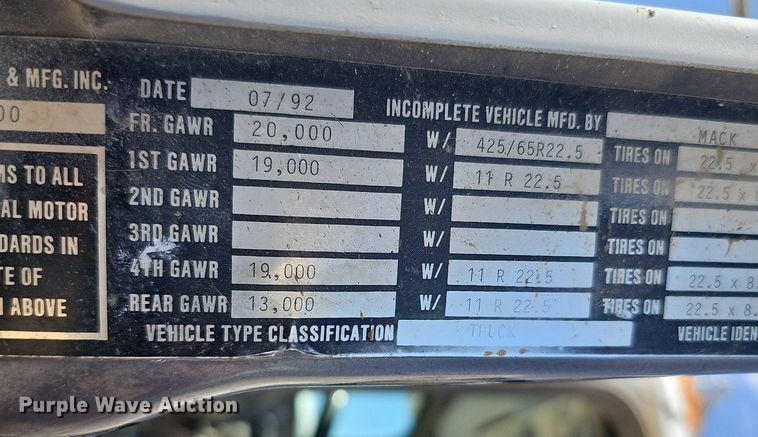 & MFG. INC.
DATE 07/92 INCOMPLETE VEHICLE MFD. BY MACK
00
FR. GAWR 20,000 W/ 425/65R22.5 TIRES ON 22.5 x
1ST GAWR 19,000 W/ 11 R 22.5 TIRES ON 22.5 x
MS TO ALL
2ND GAWR W/ TIRES ON
AL MOTOR
3RD GAWR W/ TIRES ON
DARDS IN
4TH GAWR 19,000 W/ 11 R 22.5 TIRES ON 22.5 x 8.
TE OF
REAR GAWR 13,000 W/ 11 R 22.5 TIRES ON 22.5 x 8.
ABOVE
VEHICLE TYPE CLASSIFICATION TRUCK VEHICLE IDEN
Purple Wave Auction